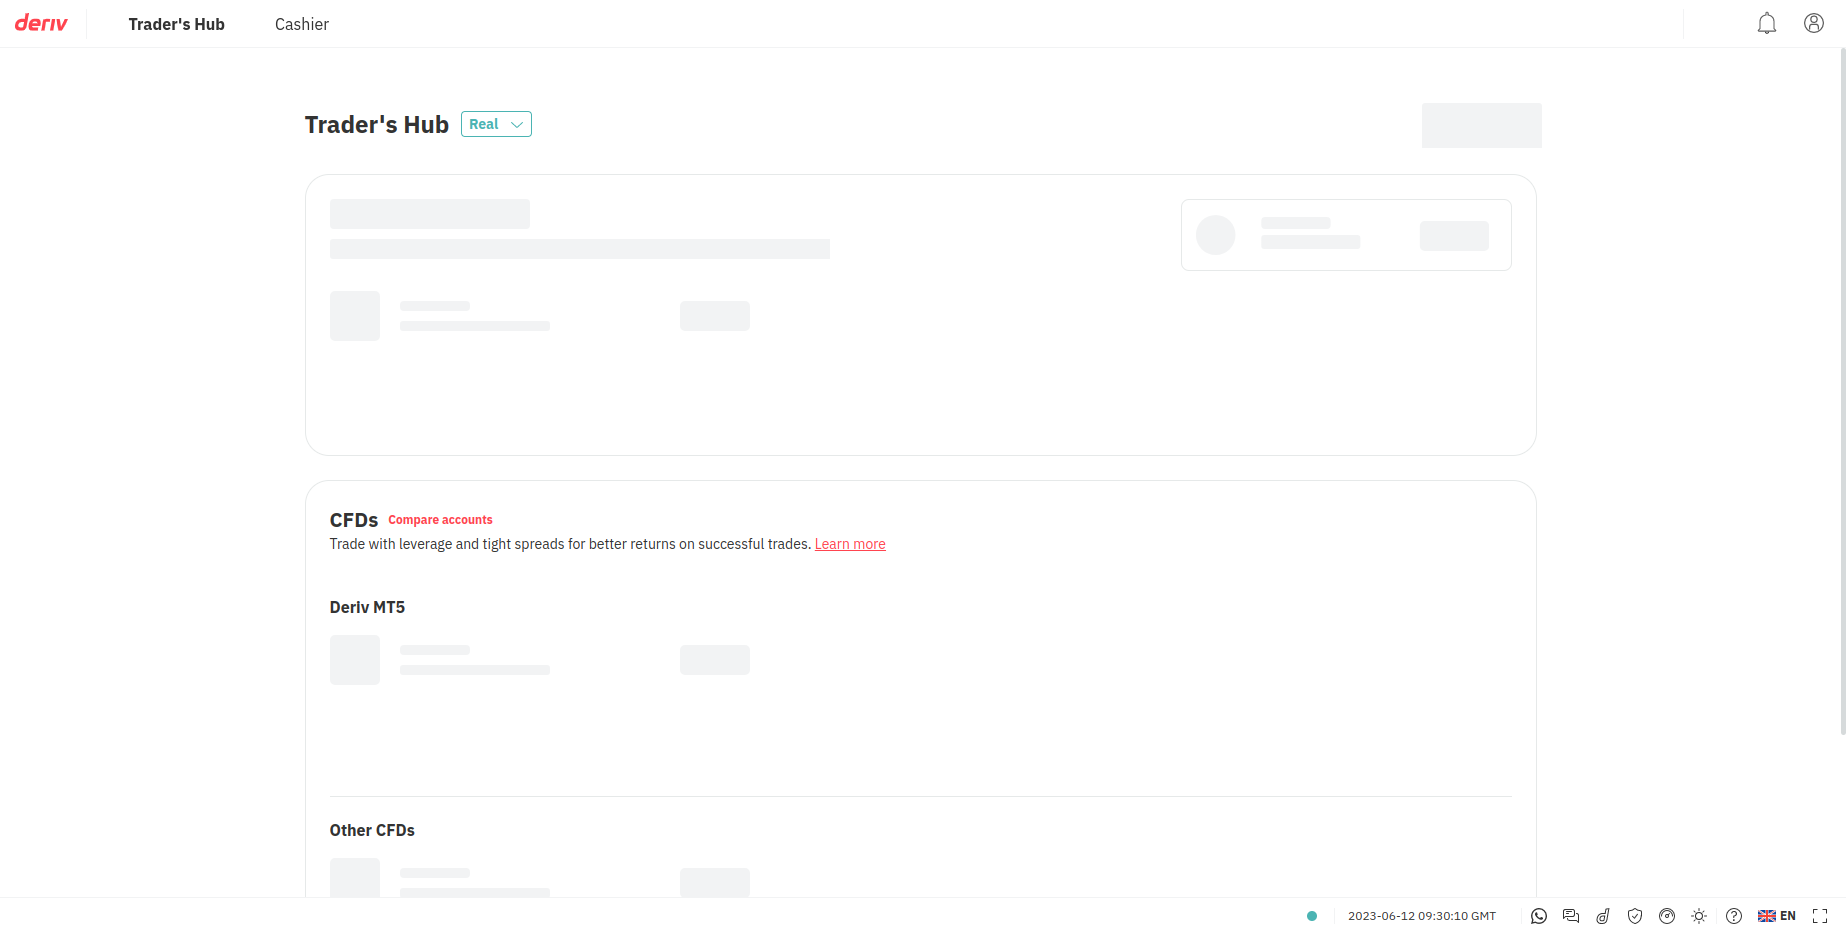 deriv
Trader's Hub
Cashier
Trader's Hub
Real
CFDs Compare accounts
Trade with leverage and tight spreads for better returns on successful trades. Learn more
Deriv MT5
Other CFDs
2023-06-12 09:30:10 GMT
EN